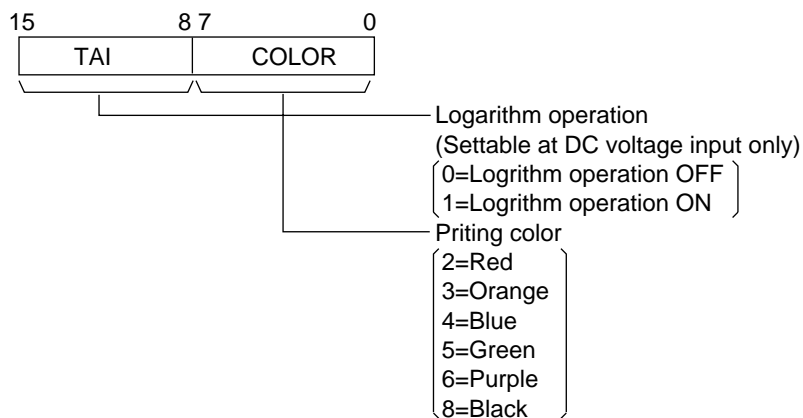 15 8 7 0
TAI COLOR
Logarithm operation
(Settable at DC voltage input only)
0=Logrithm operation OFF
1=Logrithm operation ON
Priting color
2=Red
3=Orange
4=Blue
5=Green
6=Purple
8=Black